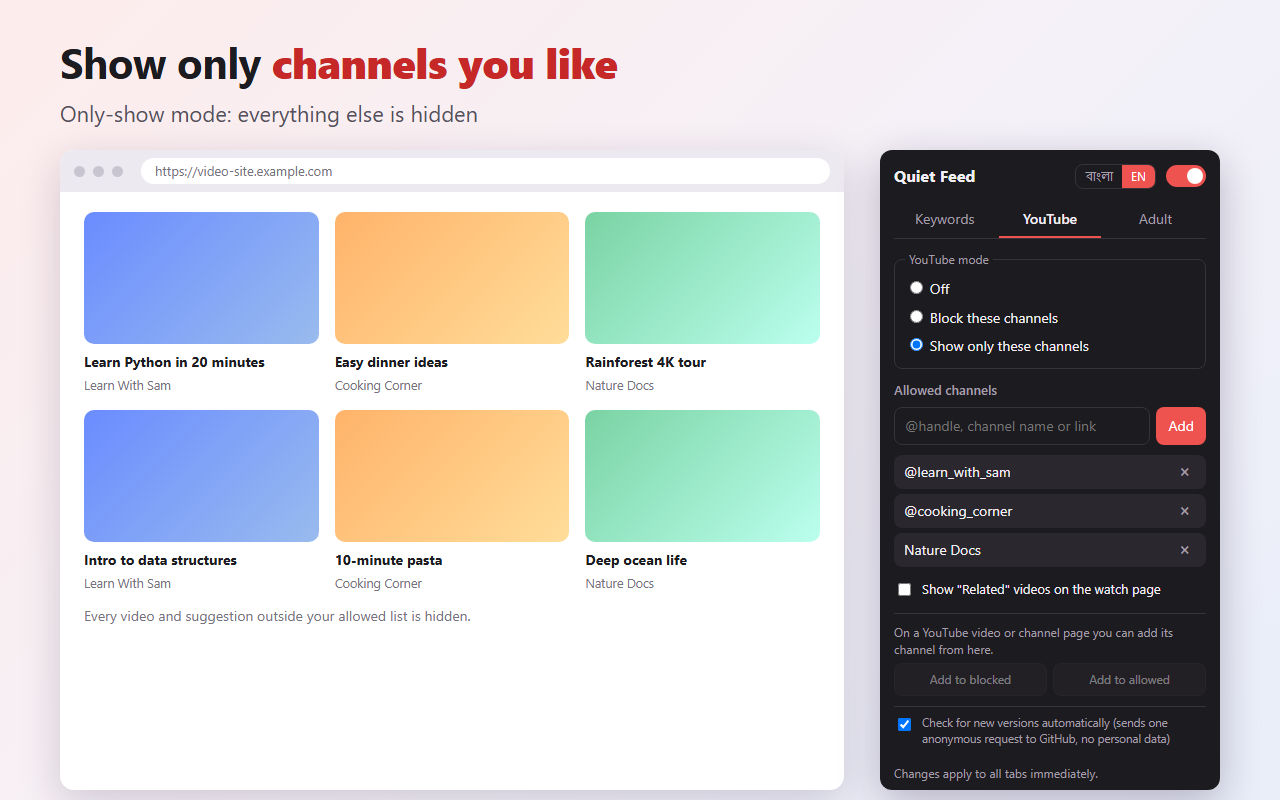 Show only channels you like
Only-show mode: everything else is hidden
https://video-site.example.com
Learn Python in 20 minutes
Learn With Sam
Easy dinner ideas
Cooking Corner
Rainforest 4K tour
Nature Docs
Intro to data structures
Learn With Sam
10-minute pasta
Cooking Corner
Deep ocean life
Nature Docs
Every video and suggestion outside your allowed list is hidden.
Quiet Feed
বাংলা
EN
Keywords
YouTube
Adult
YouTube mode
Off
Block these channels
Show only these channels
Allowed channels
@handle, channel name or link
Add
@learn_with_sam
×
@cooking_corner
×
Nature Docs
×
Show "Related" videos on the watch page
On a YouTube video or channel page you can add its
channel from here.
Add to blocked
Add to allowed
Check for new versions automatically (sends one
anonymous request to GitHub, no personal data)
Changes apply to all tabs immediately.